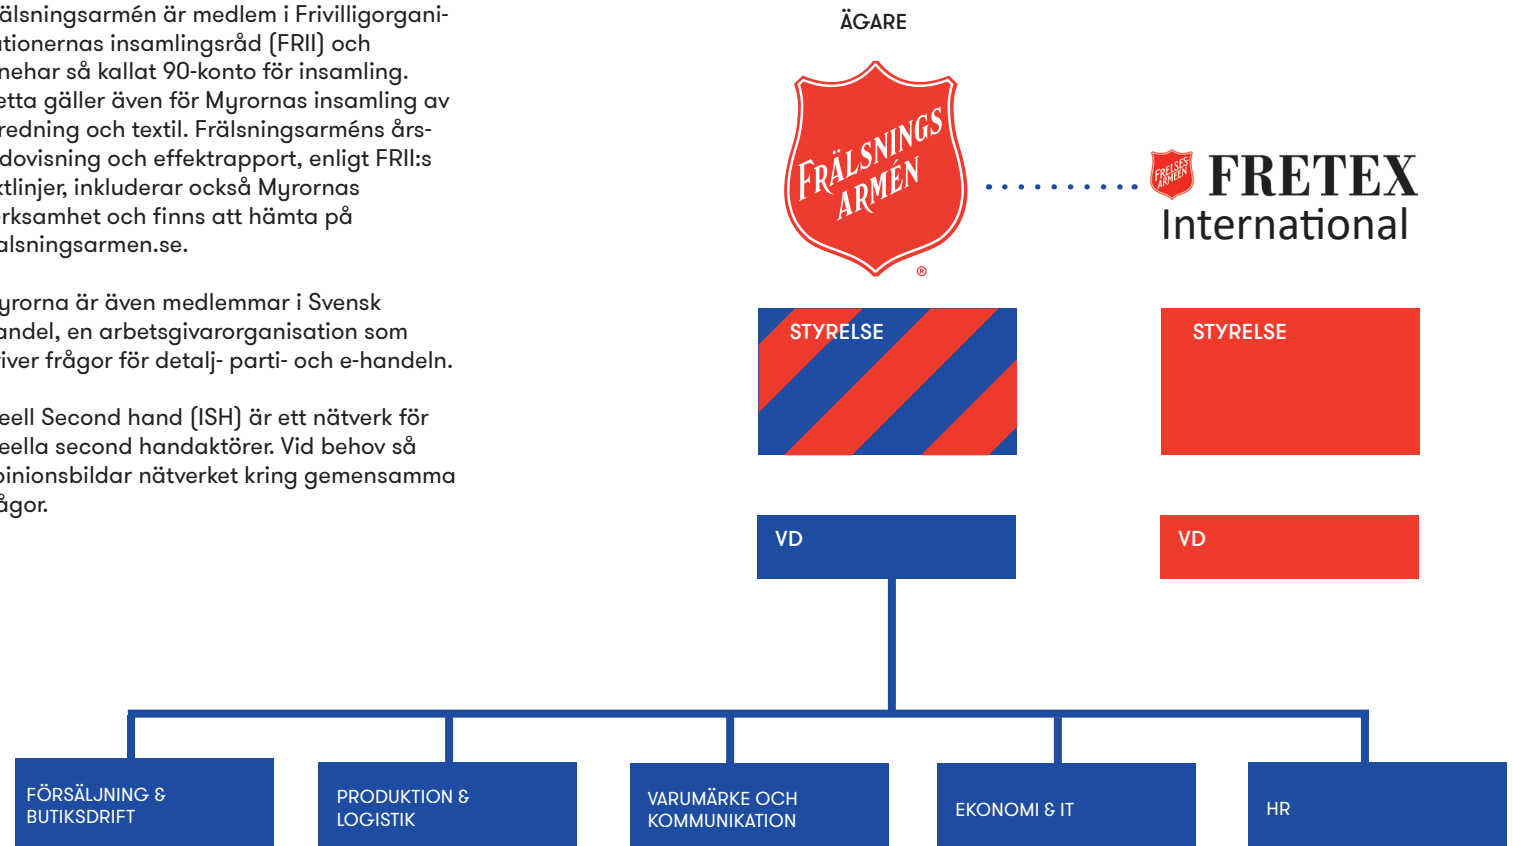 älsningsarmén är medlem i Frivilligorgani-
ationernas insamlingsråd (FRII) och
nehar så kallat 90-konto för insamling.
etta gäller även för Myrornas insamling av
redning och textil. Frälsningsarméns års-
dovisning och effektrapport, enligt FRII:s
ktlinjer, inkluderar också Myrornas
erksamhet och finns att hämta på
alsningsarmen.se.
yrorna är även medlemmar i Svensk
andel, en arbetsgivarorganisation som
iver frågor för detalj- parti- och e-handeln.
eell Second hand (ISH) är ett nätverk för
eella second handaktörer. Vid behov så
pinionsbildar nätverket kring gemensamma
ågor.
ÄGARE
FRÄLSNINGS
ARMÉN
®
FRELSES-
ARMEEN
FRETEX
International
STYRELSE
STYRELSE
VD
VD
FÖRSÄLJNING &
BUTIKSDRIFT
PRODUKTION &
LOGISTIK
VARUMÄRKE OCH
KOMMUNIKATION
EKONOMI & IT
HR